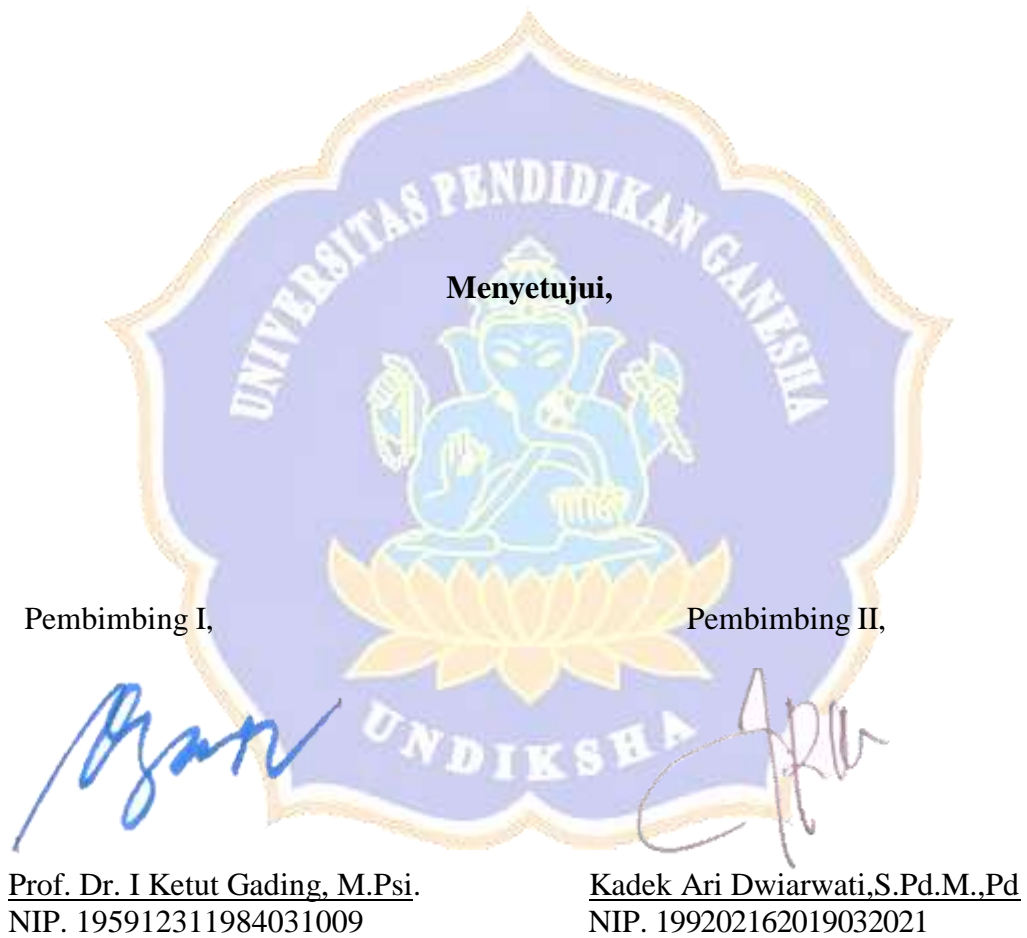 UNIVERSITAS PENDIDIKAN GANESHA
Menyetujui,
Pembimbing I,
Pembimbing II,
UNDIKSHA
Prof. Dr. I Ketut Gading, M.Psi.
Kadek Ari Dwiarwati,S.Pd.M.,Pd
NIP. 195912311984031009
NIP. 199202162019032021